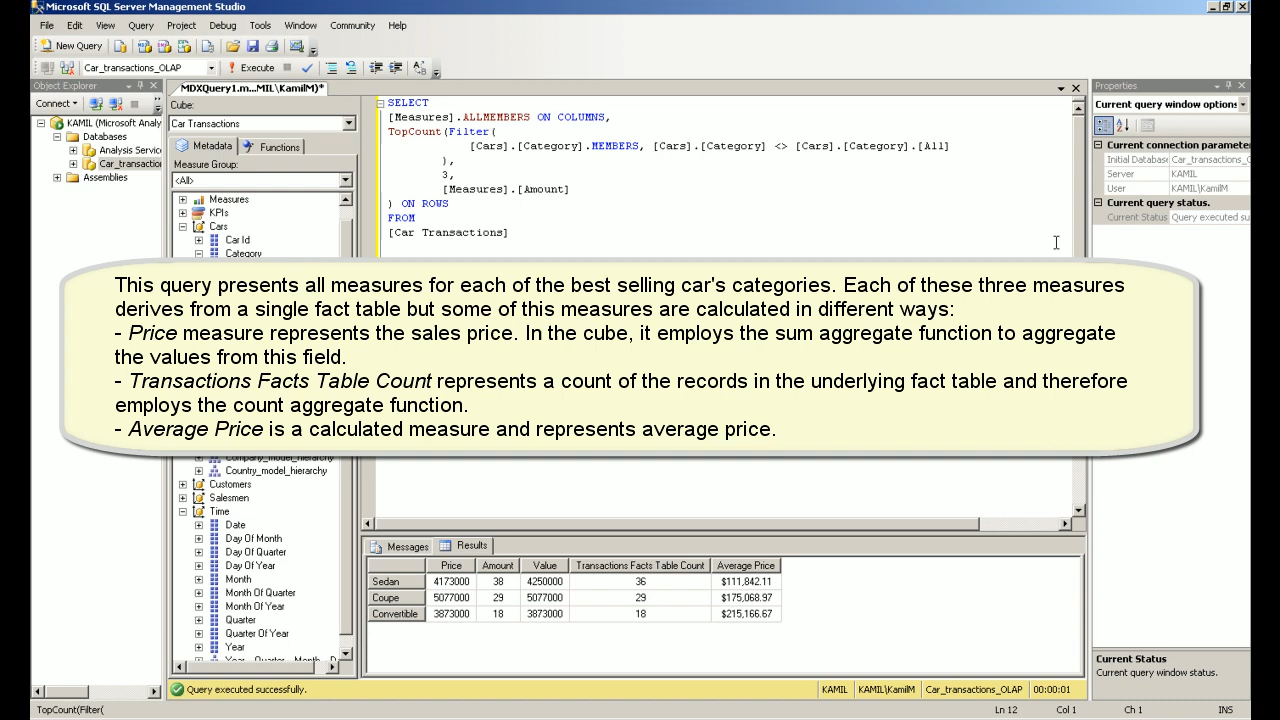 Microsoft SQL Server Management Studio
File Edit View Query Project Debug Tools Window Community Help
New Query
Car_transactions_OLAP Execute
Object Explorer
MDXQuery1.m...MIL\KamilM)*
Properties
Connect
Cube:
Current query window options
KAMIL (Microsoft Analy
Databases
Analysis Servic
Car_transactio
Assemblies
Car Transactions
Metadata Functions
Measure Group:
<All>
Measures
KPIs
Cars
Car Id
Category
SELECT
[Measures].ALLMEMBERS ON COLUMNS,
TopCount(Filter(
[Cars].[Category].MEMBERS, [Cars].[Category] <> [Cars].[Category].[All]
),
3,
[Measures].[Amount]
) ON ROWS
FROM
[Car Transactions]
Current connection paramete
Initial Database Car_transactions_O
Server KAMIL
User KAMIL\KamilM
Current query status.
Current Status Query executed su
This query presents all measures for each of the best selling car's categories. Each of these three measures
derives from a single fact table but some of this measures are calculated in different ways:
- Price measure represents the sales price. In the cube, it employs the sum aggregate function to aggregate
the values from this field.
- Transactions Facts Table Count represents a count of the records in the underlying fact table and therefore
employs the count aggregate function.
- Average Price is a calculated measure and represents average price.
Company_model_hierarchy
Country_model_hierarchy
Customers
Salesmen
Time
Date
Day Of Month
Day Of Quarter
Day Of Year
Month
Month Of Quarter
Month Of Year
Quarter
Quarter Of Year
Year
Messages Results
Price Amount Value Transactions Facts Table Count Average Price
Sedan 4173000 38 4250000 36 $111,842.11
Coupe 5077000 29 5077000 29 $175,068.97
Convertible 3873000 18 3873000 18 $215,166.67
Current Status
Current query window status.
Query executed successfully.
KAMIL KAMIL\KamilM Car_transactions_OLAP 00:00:01
TopCount(Filter( Ln 12 Col 1 Ch 1 INS